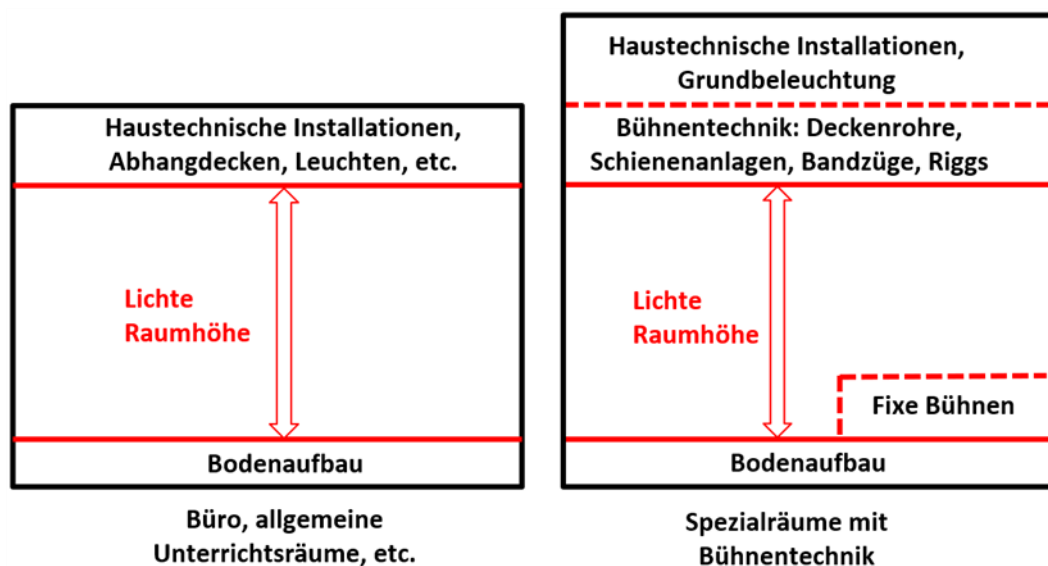 Haustechnische Installationen,
Abhangdecken, Leuchten, etc.
Lichte
Raumhöhe
Bodenaufbau
Büro, allgemeine
Unterrichtsräume, etc.
Haustechnische Installationen,
Grundbeleuchtung
Bühnentechnik: Deckenrohre,
Schienenanlagen, Bandzüge, Riggs
Lichte
Raumhöhe
Fixe Bühnen
Bodenaufbau
Spezialräume mit
Bühnentechnik